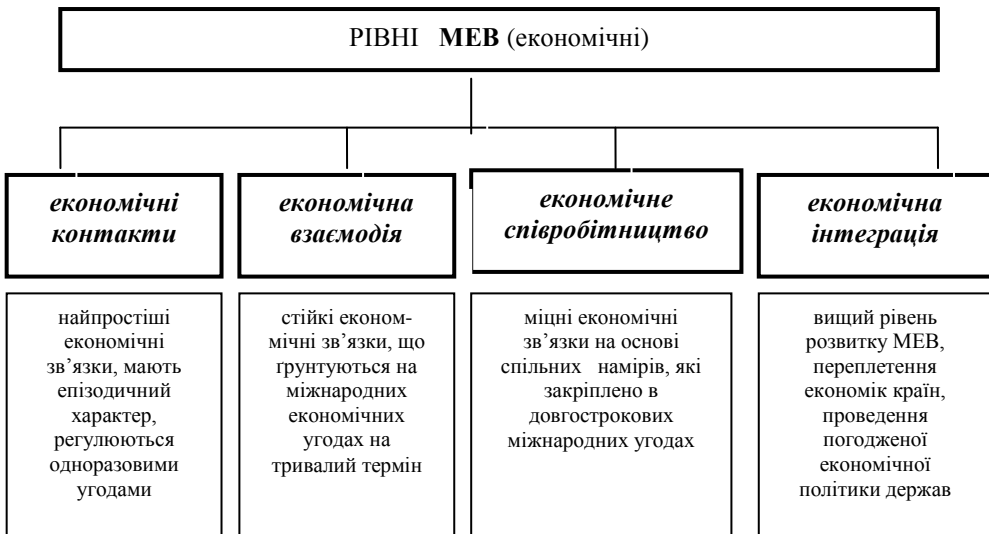 РІВНІ МЕВ (економічні)
економічні
контакти
економічна
взаємодія
економічне
співробітництво
економічна
інтеграція
найпростіші
економічні
зв’язки, мають
епізодичний
характер,
регулюються
одноразовими
угодами
стійкі економ-
мічні зв’язки, що
ґрунтуються на
міжнародних
економічних
угодах на
тривалий термін
міцні економічні
зв’язки на основі
спільних намірів, які
закріплено в
довгострокових
міжнародних угодах
вищий рівень
розвитку МЕВ,
переплетення
економік країн,
проведення
погодженої
економічної
політики держав